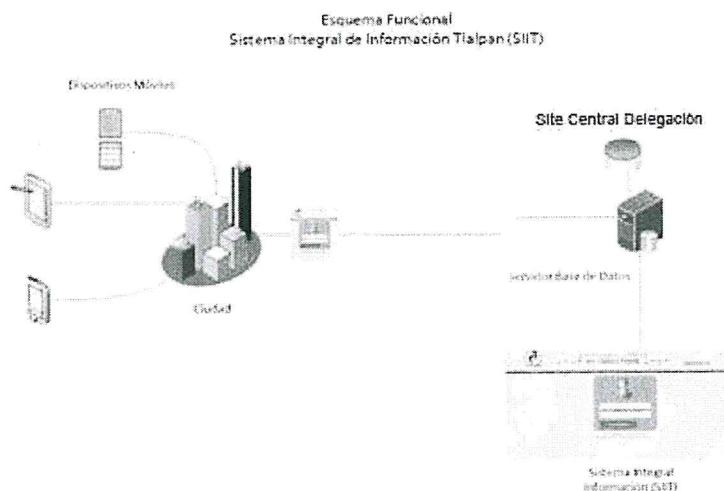 Esquema Funcional
Sistema Integral de Información Tlalpan (SIIT)
Dispositivos Móviles
Site Central Delegación
Servidor Base de Datos
Ciudad
Sistema Integral
Información (SIIT)